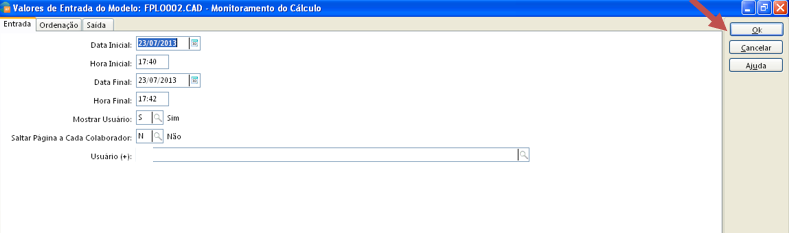 Valores de Entrada do Modelo: FPLO002.CAD - Monitoramento do Cálculo
Entrada Ordenação Saída
Data Inicial: 23/07/2013
Hora Inicial: 17:40
Data Final: 23/07/2013
Hora Final: 17:42
Mostrar Usuário: S Sim
Saltar Página a Cada Colaborador: N Não
Usuário (+):
Ok
Cancelar
Ajuda